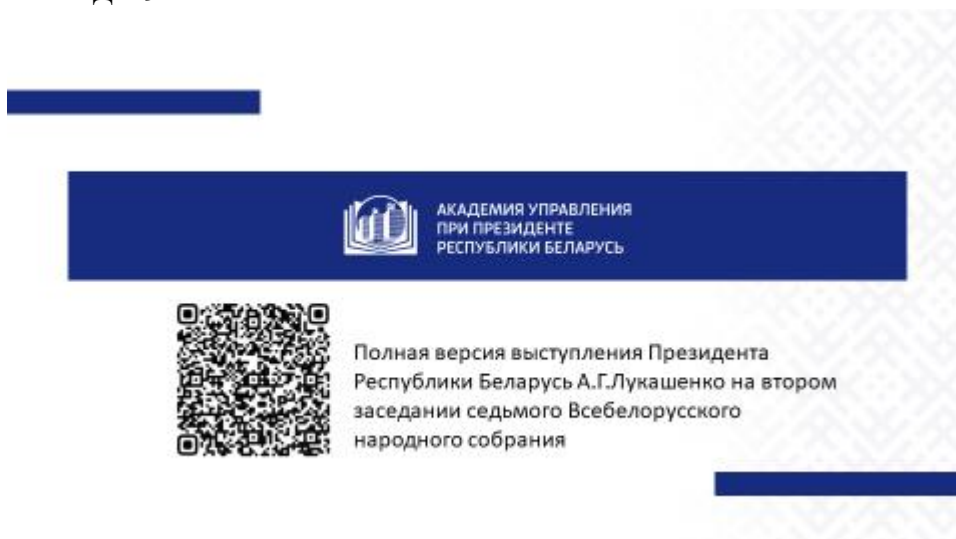 АКАДЕМИЯ УПРАВЛЕНИЯ
ПРИ ПРЕЗИДЕНТЕ
РЕСПУБЛИКИ БЕЛАРУСЬ
Полная версия выступления Президента
Республики Беларусь А.Г.Лукашенко на втором
заседании седьмого Всебелорусского
народного собрания